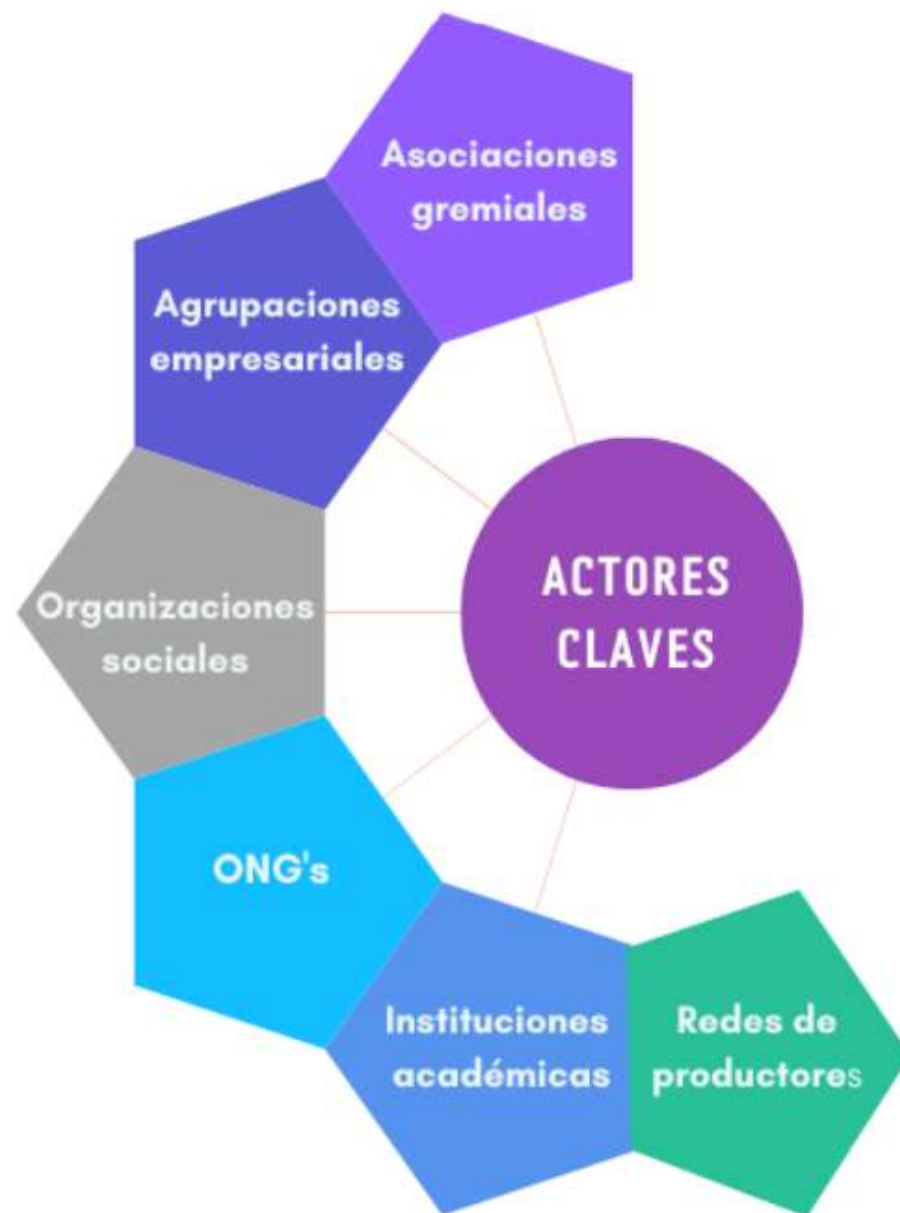 Asociaciones
gremiales
Agrupaciones
empresariales
ACTORES
CLAVES
Organizaciones
sociales
ONG's
Instituciones
académicas
Redes de
productores